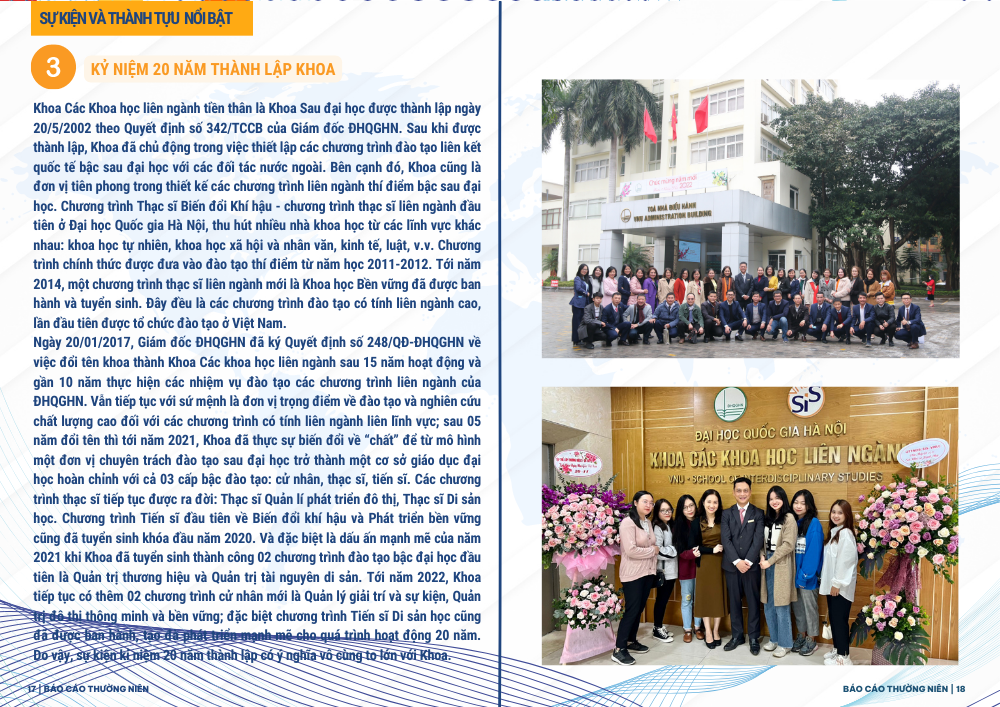 SỰ KIỆN VÀ THÀNH TỰU NỔI BẬT
3
KỶ NIỆM 20 NĂM THÀNH LẬP KHOA
Khoa Các Khoa học liên ngành tiền thân là Khoa Sau đại học được thành lập ngày
20/5/2002 theo Quyết định số 342/TCCB của Giám đốc ĐHQGHN. Sau khi được
thành lập, Khoa đã chủ động trong việc thiết lập các chương trình đào tạo liên kết
quốc tế bậc sau đại học với các đối tác nước ngoài. Bên cạnh đó, Khoa cũng là
đơn vị tiên phong trong thiết kế các chương trình liên ngành thí điểm bậc sau đại
học. Chương trình Thạc sĩ Biến đổi Khí hậu - chương trình thạc sĩ liên ngành đầu
tiên ở Đại học Quốc gia Hà Nội, thu hút nhiều nhà khoa học từ các lĩnh vực khác
nhau: khoa học tự nhiên, khoa học xã hội và nhân văn, kinh tế, luật, v.v. Chương
trình chính thức được đưa vào đào tạo thí điểm từ năm học 2011-2012. Tới năm
2014, một chương trình thạc sĩ liên ngành mới là Khoa học Bền vững đã được ban
hành và tuyển sinh. Đây đều là các chương trình đào tạo có tính liên ngành cao,
lần đầu tiên được tổ chức đào tạo ở Việt Nam.
Ngày 20/01/2017, Giám đốc ĐHQGHN đã ký Quyết định số 248/QĐ-ĐHQGHN về
việc đổi tên khoa thành Khoa Các khoa học liên ngành sau 15 năm hoạt động và
gần 10 năm thực hiện các nhiệm vụ đào tạo các chương trình liên ngành của
ĐHQGHN. Vẫn tiếp tục với sứ mệnh là đơn vị trọng điểm về đào tạo và nghiên cứu
chất lượng cao đối với các chương trình có tính liên ngành liên lĩnh vực; sau 05
năm đổi tên thì tới năm 2021, Khoa đã thực sự biến đổi về “chất” để từ mô hình
một đơn vị chuyên trách đào tạo sau đại học trở thành một cơ sở giáo dục đại
học hoàn chỉnh với cả 03 cấp bậc đào tạo: cử nhân, thạc sĩ, tiến sĩ. Các chương
trình thạc sĩ tiếp tục được ra đời: Thạc sĩ Quản lí phát triển đô thị, Thạc sĩ Di sản
học. Chương trình Tiến sĩ đầu tiên về Biến đổi khí hậu và Phát triển bền vững
cũng đã tuyển sinh khóa đầu năm 2020. Và đặc biệt là dấu ấn mạnh mẽ của năm
2021 khi Khoa đã tuyển sinh thành công 02 chương trình đào tạo bậc đại học đầu
tiên là Quản trị thương hiệu và Quản trị tài nguyên di sản. Tới năm 2022, Khoa
tiếp tục có thêm 02 chương trình cử nhân mới là Quản lý giải trí và sự kiện, Quản
trị đô thị thông minh và bền vững; đặc biệt chương trình Tiến sĩ Di sản học cũng
đã được ban hành, tạo đà phát triển mạnh mẽ cho quá trình hoạt động 20 năm.
Do vậy, sự kiện kỉ niệm 20 năm thành lập có ý nghĩa vô cùng to lớn với Khoa.
17 | BÁO CÁO THƯỜNG NIÊN
Chúc mừng năm mới
2022
TOÀ NHÀ ĐIỀU HÀNH
VNU ADMINISTRATION BUILDING
ĐHQGHN
SIS
ĐẠI HỌC QUỐC GIA HÀ NỘI
KHOA CÁC KHOA HỌC LIÊN NGÀNH
VNU - SCHOOL OF INTERDISCIPLINARY STUDIES
BÁO CÁO THƯỜNG NIÊN | 18